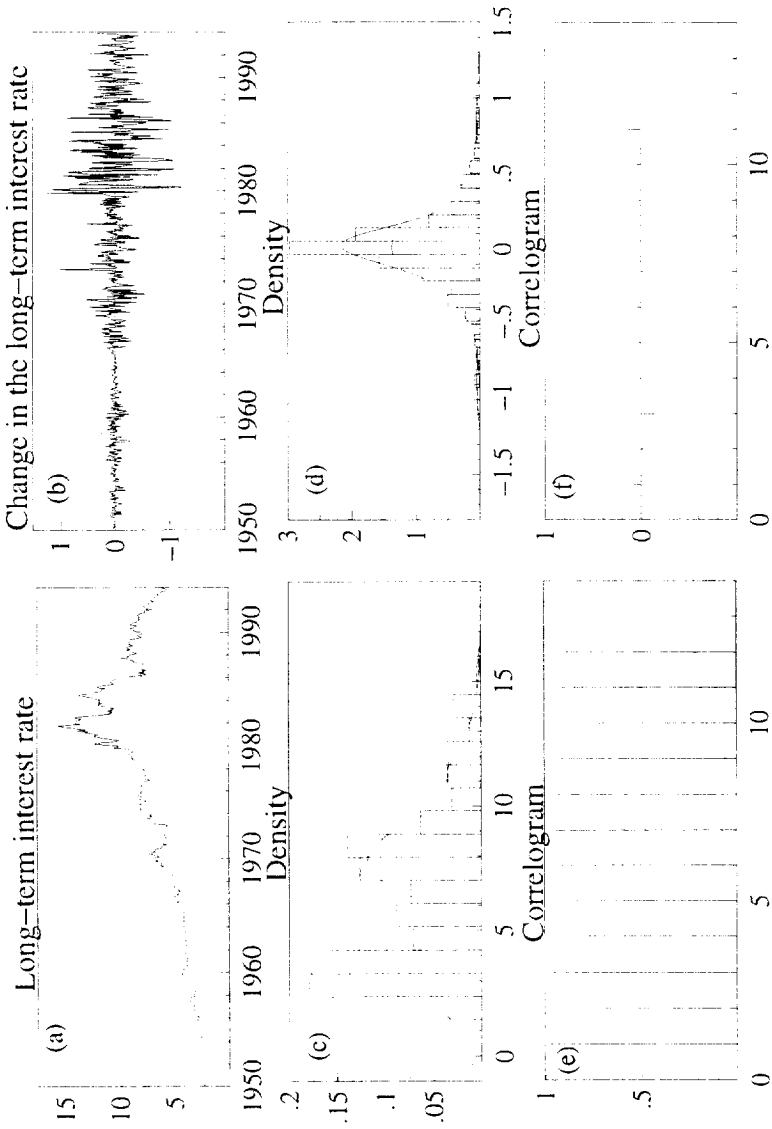 Long-term interest rate
(a)
15
10
5
1950 1960 1970 1980 1990
Change in the long-term interest rate
(b)
1
0
-1
1950 1960 1970 1980 1990
Density
(c)
.2
.15
.1
.05
0 5 10 15
Density
(d)
3
2
1
-1.5 -1 -.5 0 .5 1 1.5
Correlogram
(e)
1
.5
0 5 10
Correlogram
(f)
1
0
0 5 10